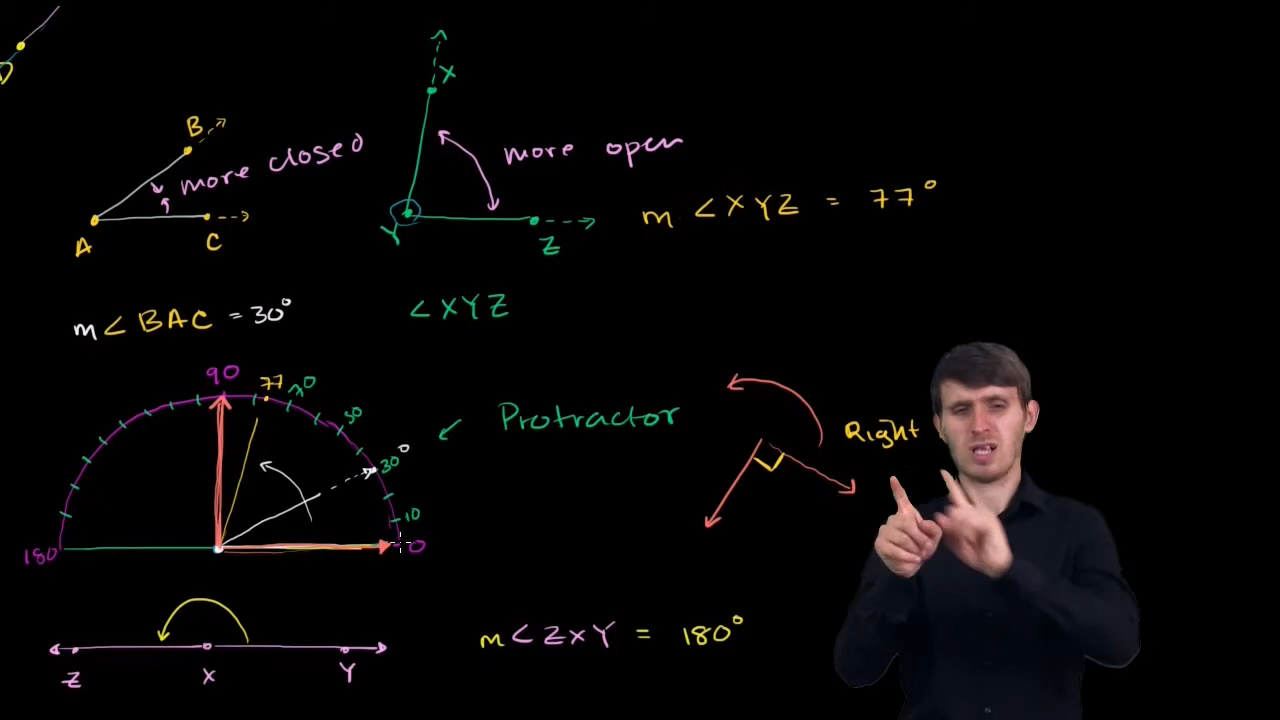 D
X
B
more closed
more open
A
C
Y
Z
m ∠XYZ = 77°
m∠BAC = 30°
∠XYZ
90
77
70
50
30°
10
0
180
Protractor
Right
Z
X
Y
m∠ZXY = 180°